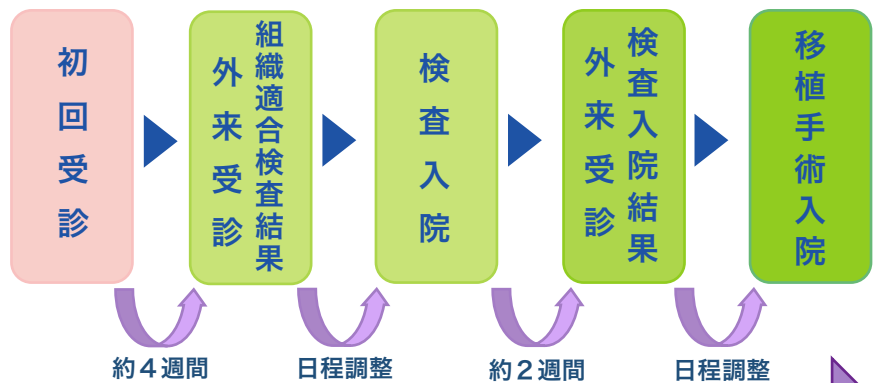 初回受診
組織適合検査結果
外来受診
検査入院
検査入院結果
外来受診
移植手術入院
約４週間
日程調整
約２週間
日程調整